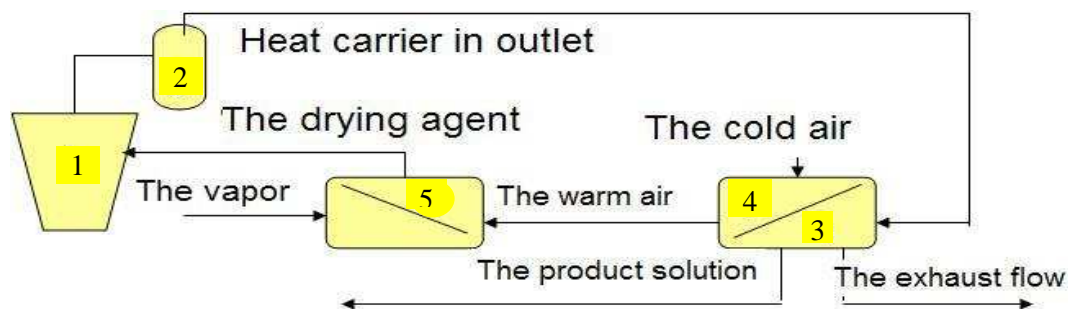 Heat carrier in outlet
2
The drying agent
The cold air
1
The vapor
5
The warm air
4
3
The product solution
The exhaust flow